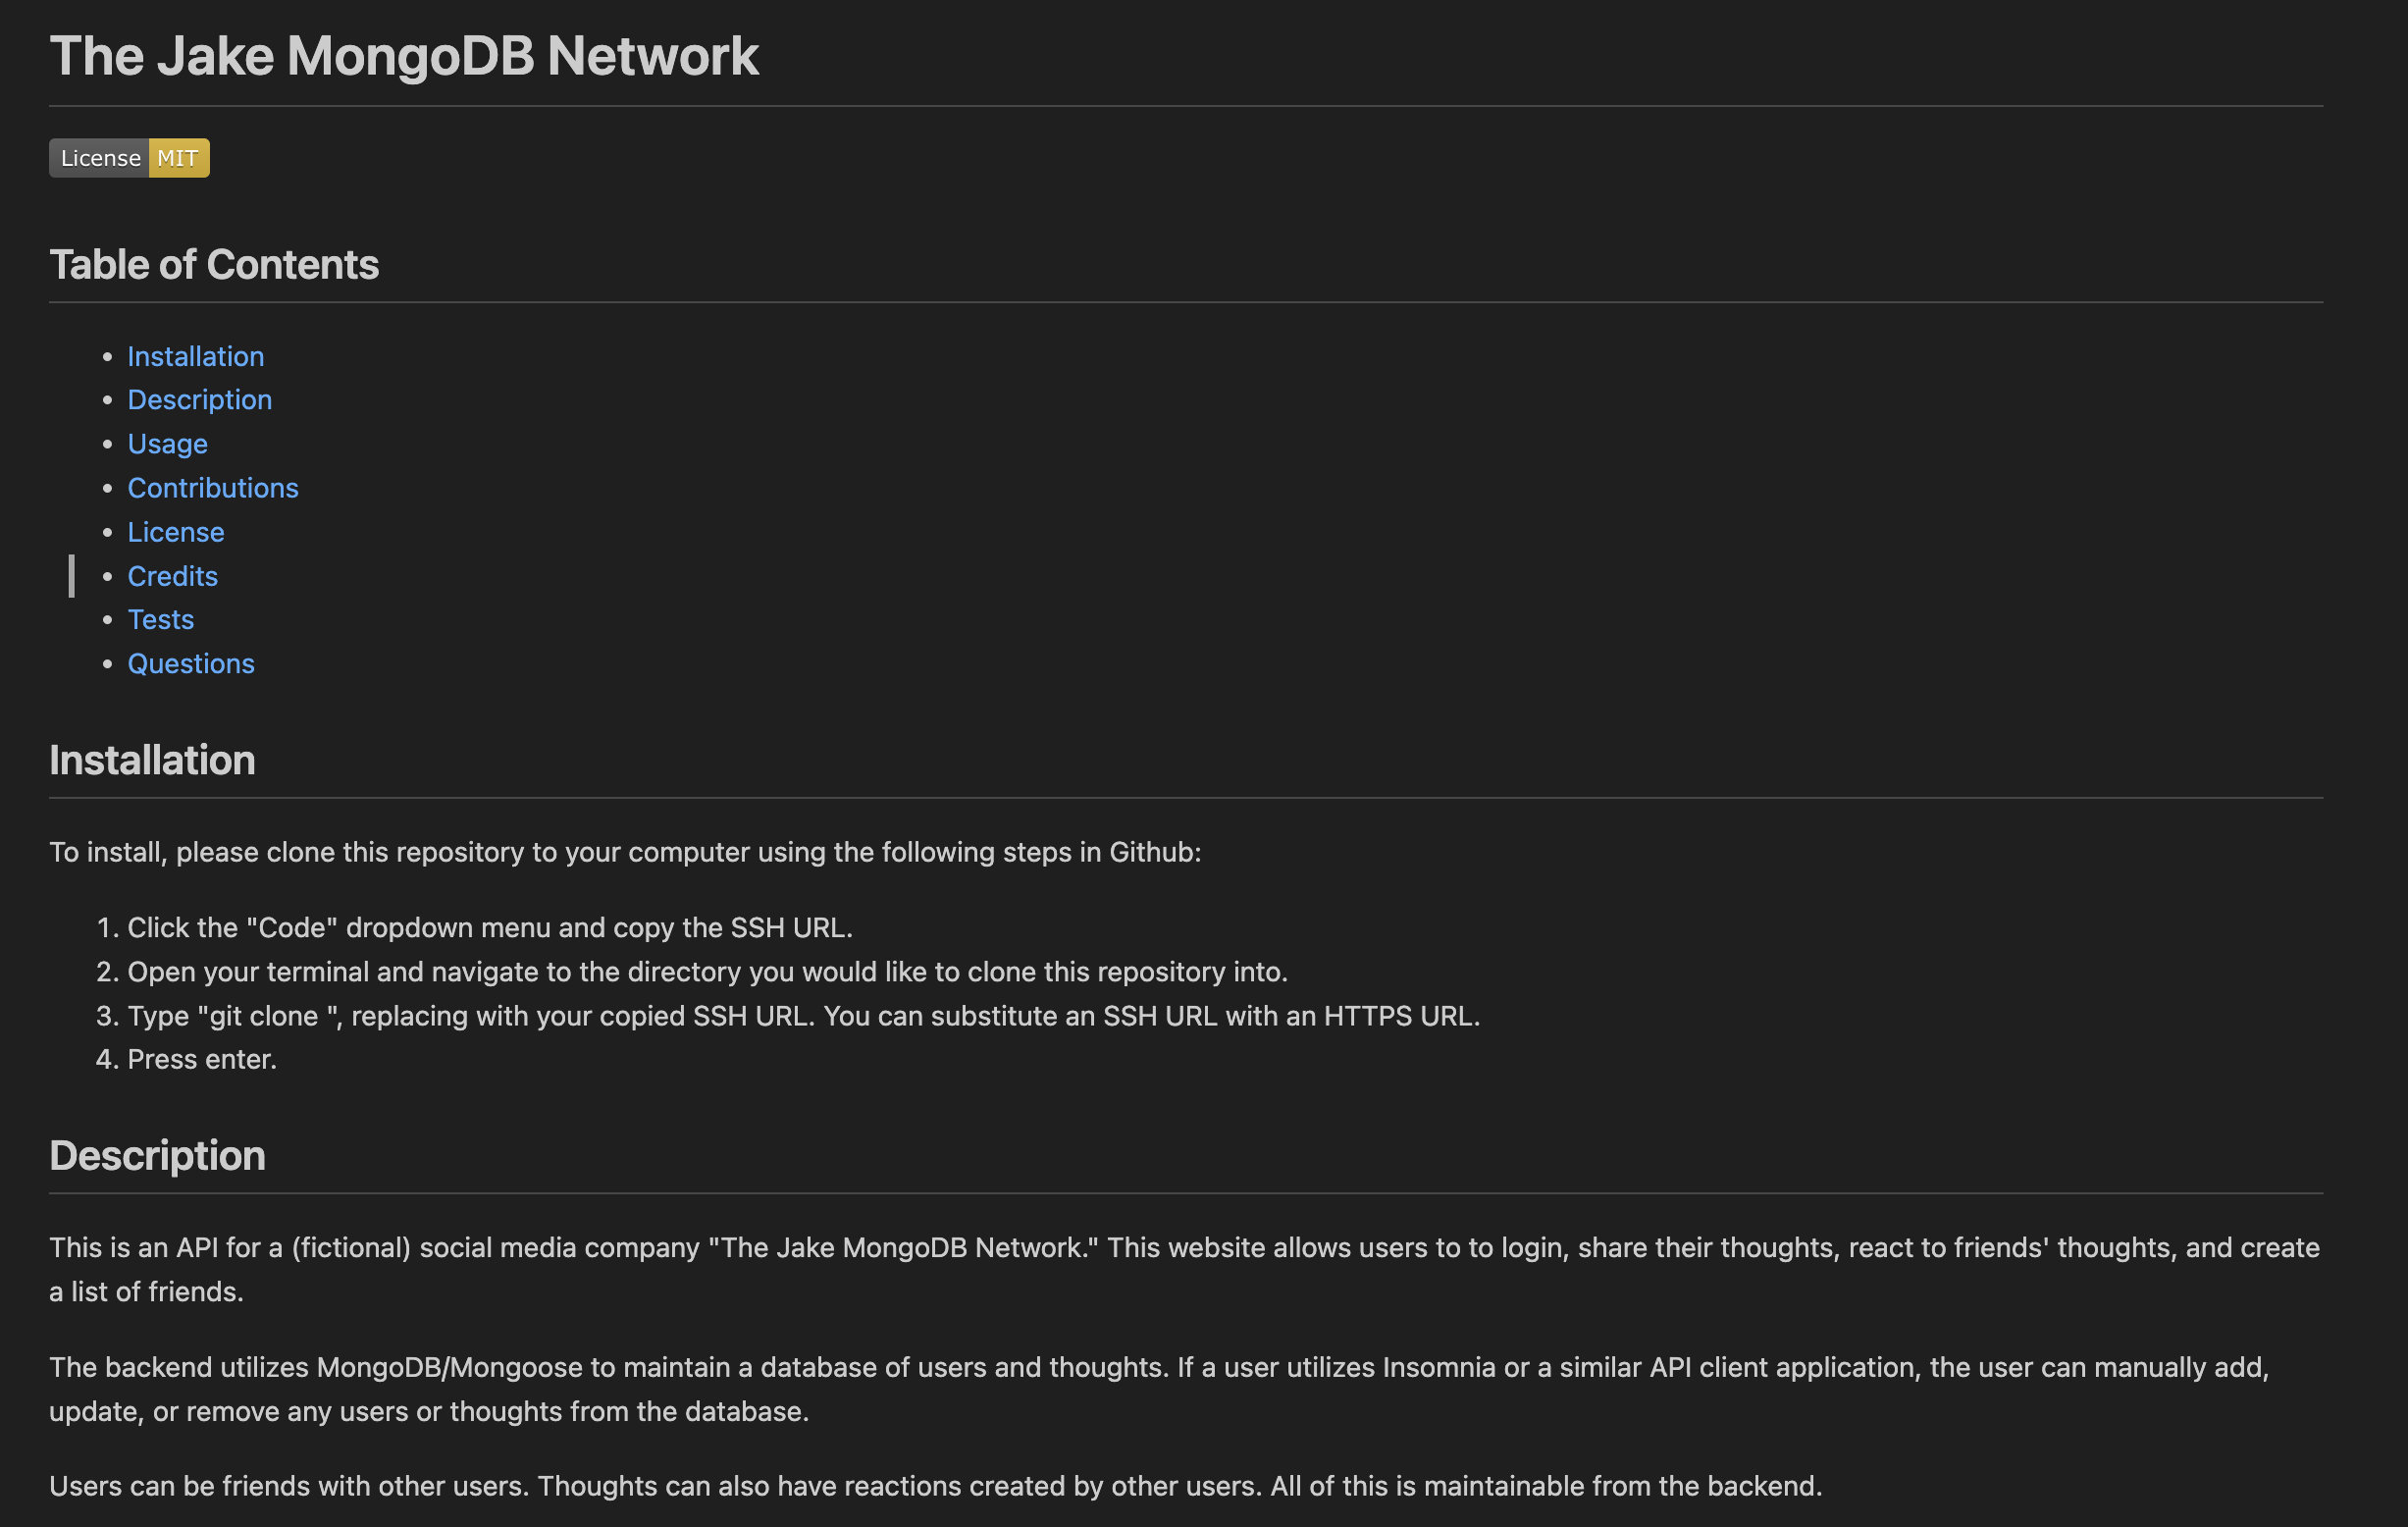 The Jake MongoDB Network
License MIT
Table of Contents
• Installation
• Description
• Usage
• Contributions
• License
• Credits
• Tests
• Questions
Installation
To install, please clone this repository to your computer using the following steps in Github:
1. Click the "Code" dropdown menu and copy the SSH URL.
2. Open your terminal and navigate to the directory you would like to clone this repository into.
3. Type "git clone ", replacing with your copied SSH URL. You can substitute an SSH URL with an HTTPS URL.
4. Press enter.
Description
This is an API for a (fictional) social media company "The Jake MongoDB Network." This website allows users to to login, share their thoughts, react to friends' thoughts, and create
a list of friends.
The backend utilizes MongoDB/Mongoose to maintain a database of users and thoughts. If a user utilizes Insomnia or a similar API client application, the user can manually add,
update, or remove any users or thoughts from the database.
Users can be friends with other users. Thoughts can also have reactions created by other users. All of this is maintainable from the backend.